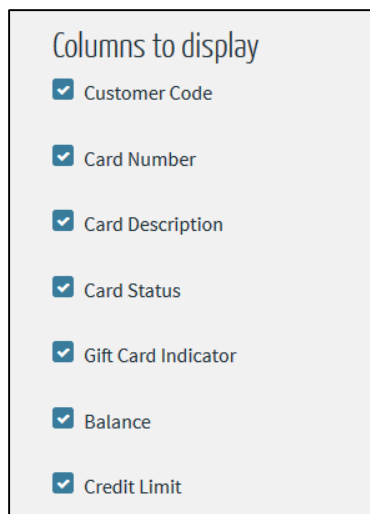 Columns to display
Customer Code
Card Number
Card Description
Card Status
Gift Card Indicator
Balance
Credit Limit